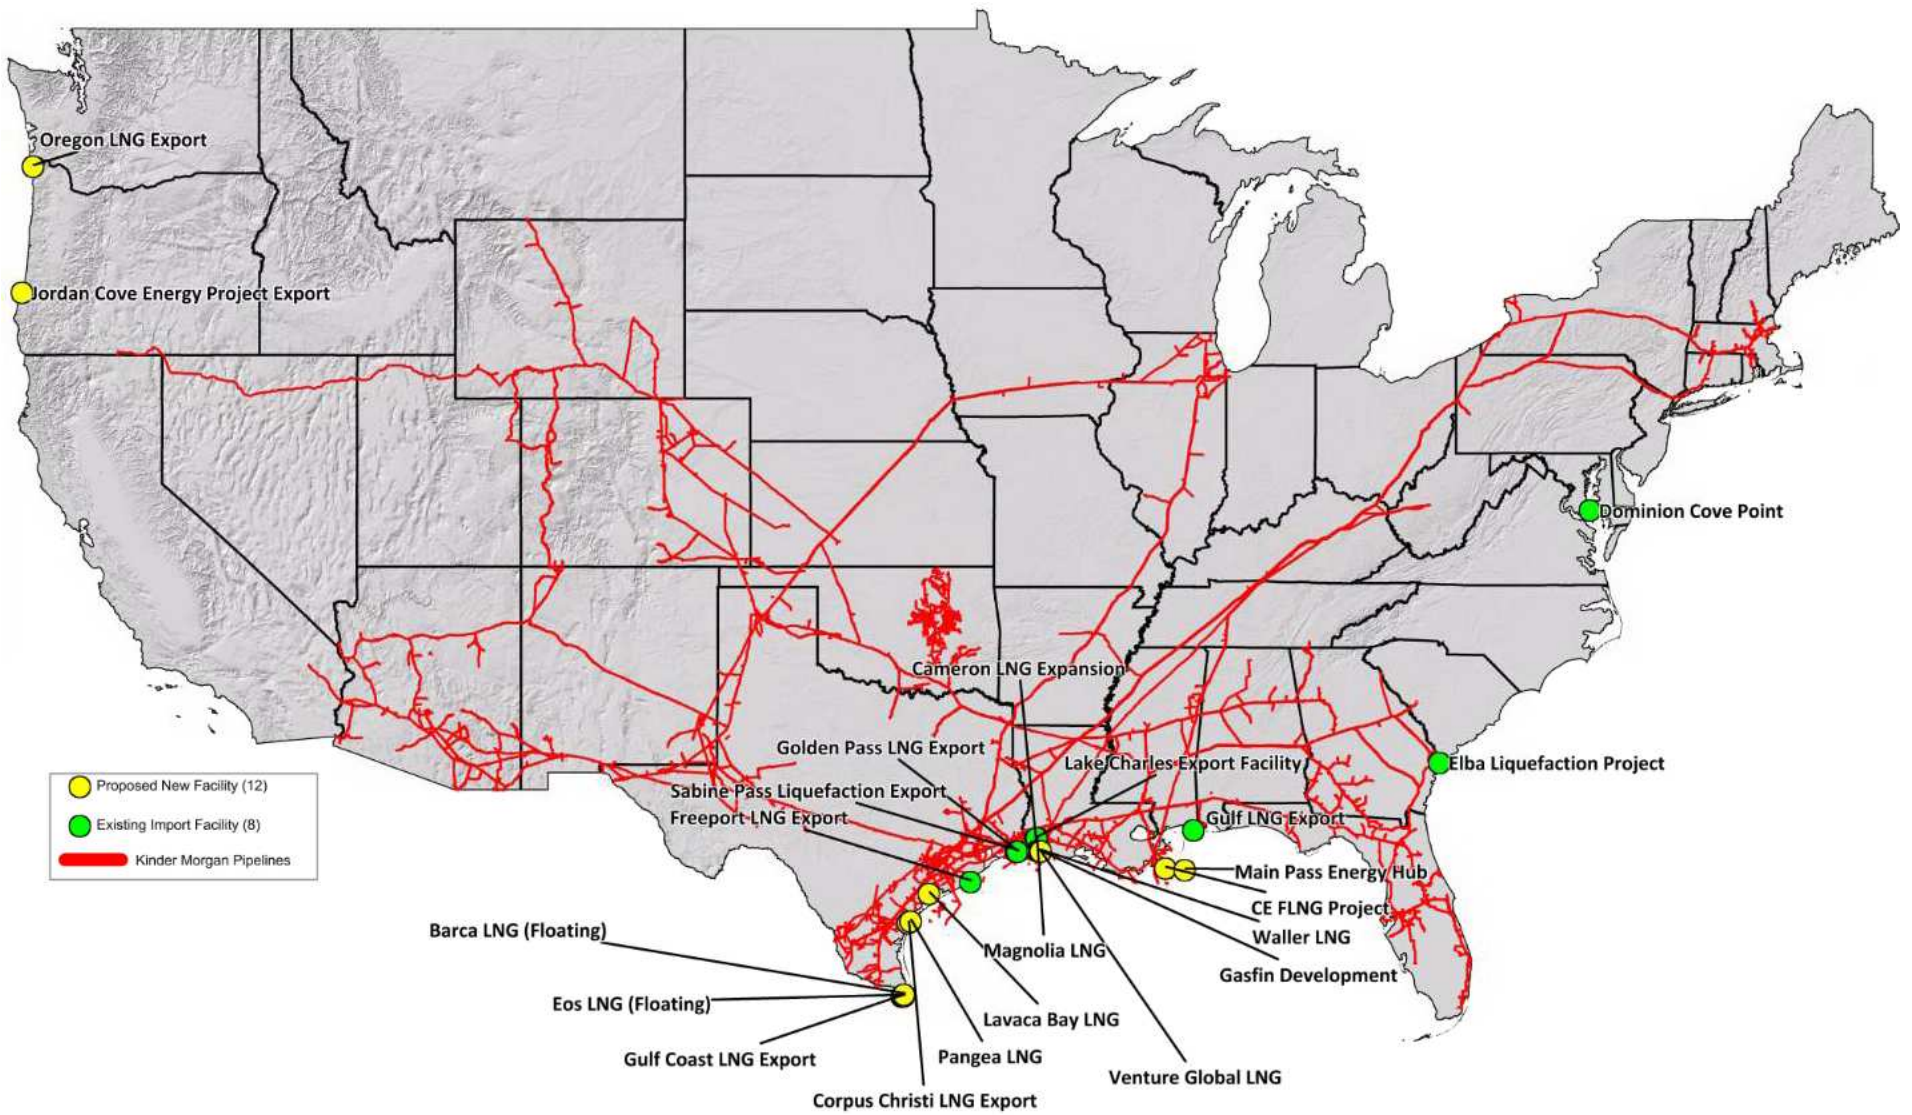 Oregon LNG Export
Jordan Cove Energy Project Export
Dominion Cove Point
Cameron LNG Expansion
Golden Pass LNG Export
Lake Charles Export Facility
Elba Liquefaction Project
Sabine Pass Liquefaction Export
Freeport LNG Export
Gulf LNG Export
Proposed New Facility (12)
Existing Import Facility (8)
Kinder Morgan Pipelines
Main Pass Energy Hub
CE FLNG Project
Waller LNG
Barca LNG (Floating)
Magnolia LNG
Gasfin Development
Eos LNG (Floating)
Lavaca Bay LNG
Gulf Coast LNG Export
Pangea LNG
Venture Global LNG
Corpus Christi LNG Export